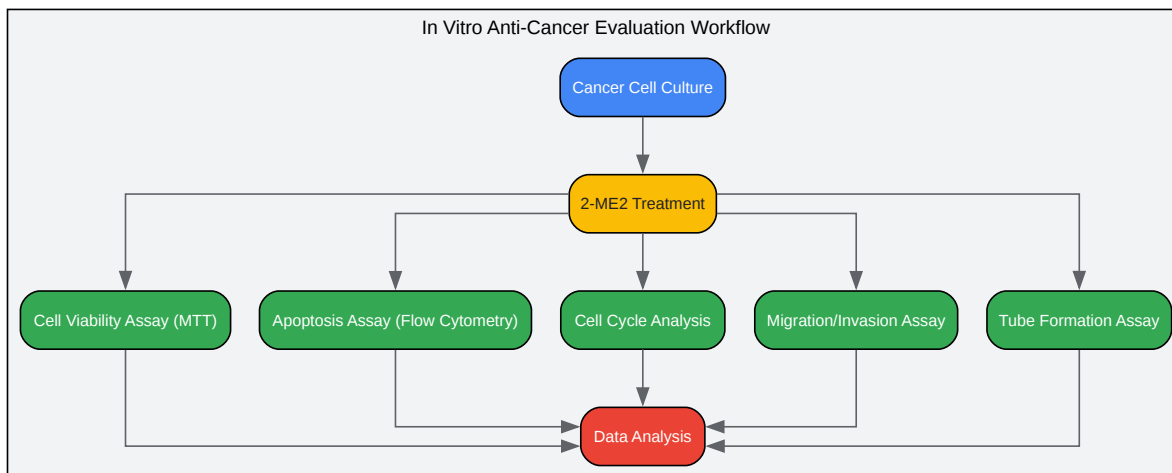 In Vitro Anti-Cancer Evaluation Workflow
Cancer Cell Culture
2-ME2 Treatment
Cell Viability Assay (MTT)
Apoptosis Assay (Flow Cytometry)
Cell Cycle Analysis
Migration/Invasion Assay
Tube Formation Assay
Data Analysis